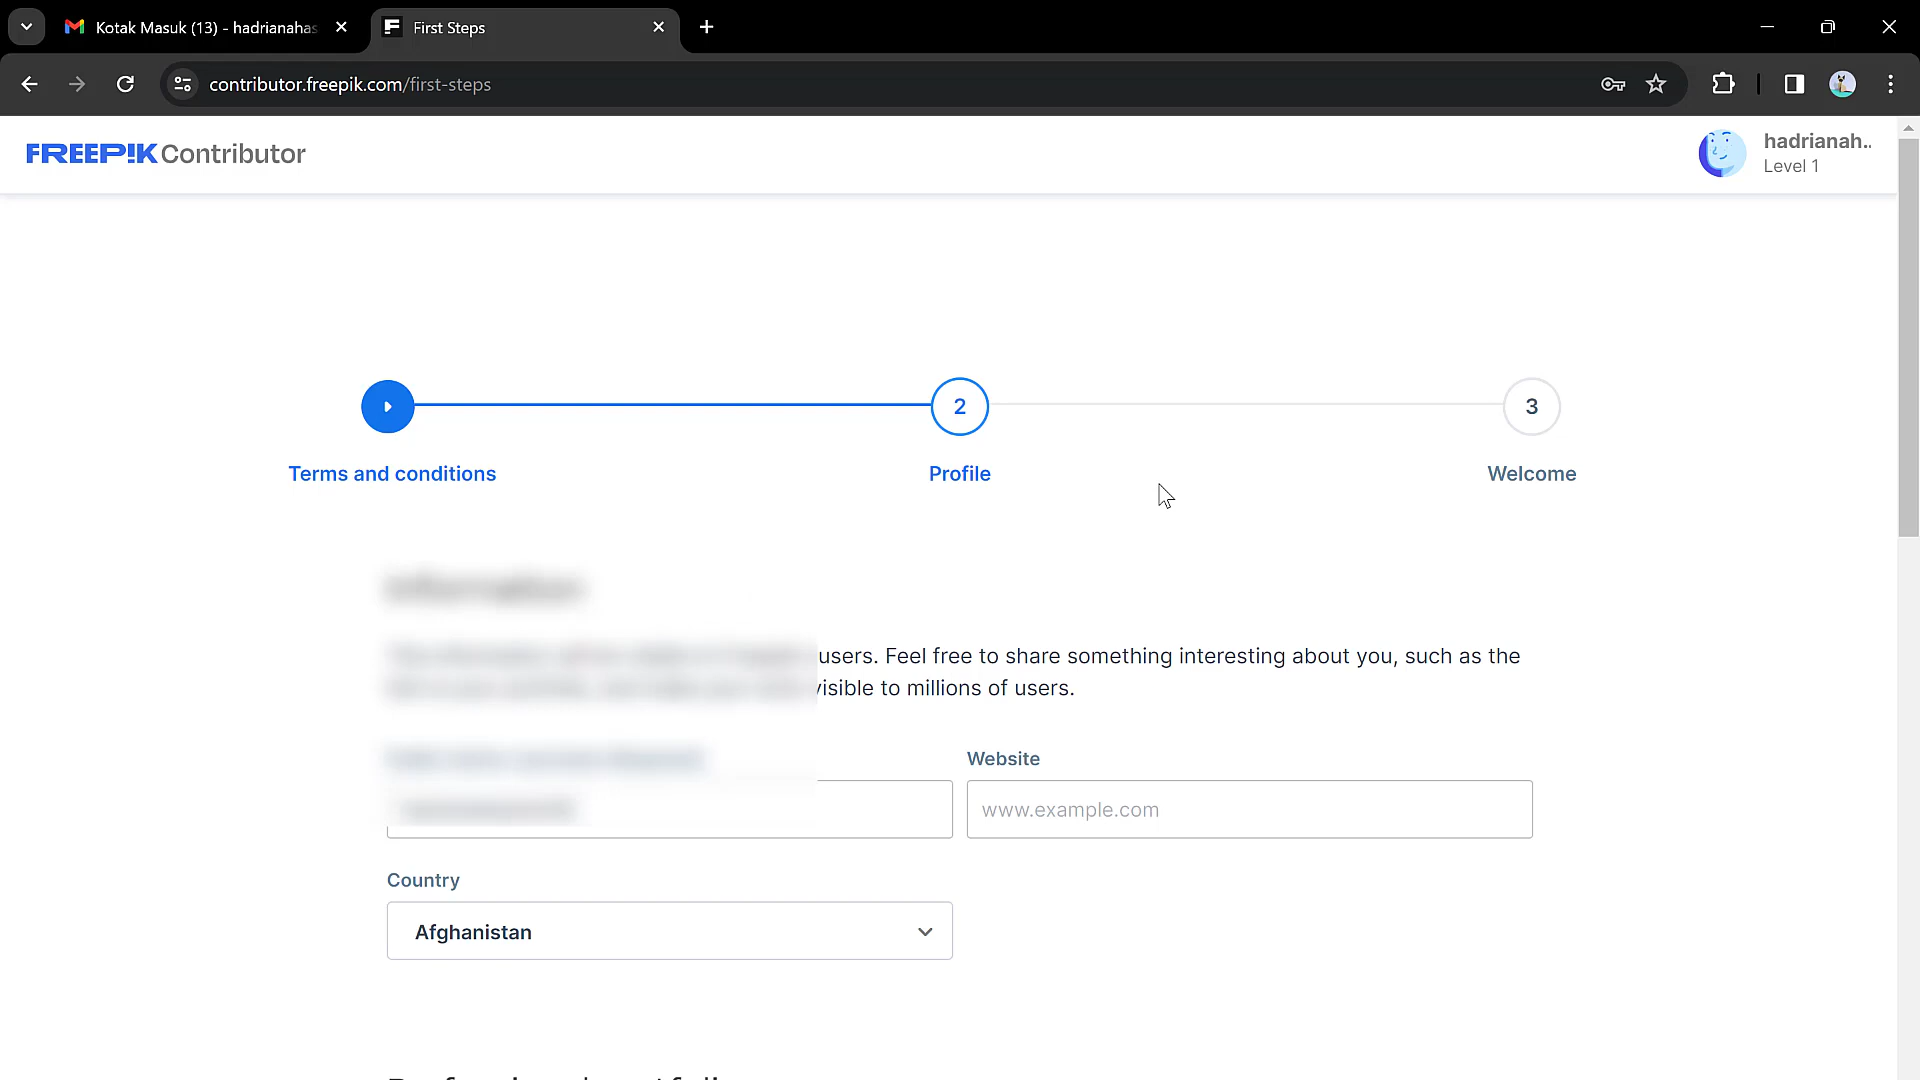 Kotak Masuk (13) - hadrianahas
First Steps
contributor.freepik.com/first-steps
FREEP!K Contributor
hadrianah..
Level 1
2
3
Terms and conditions
Profile
Welcome
users. Feel free to share something interesting about you, such as the
visible to millions of users.
Website
www.example.com
Country
Afghanistan